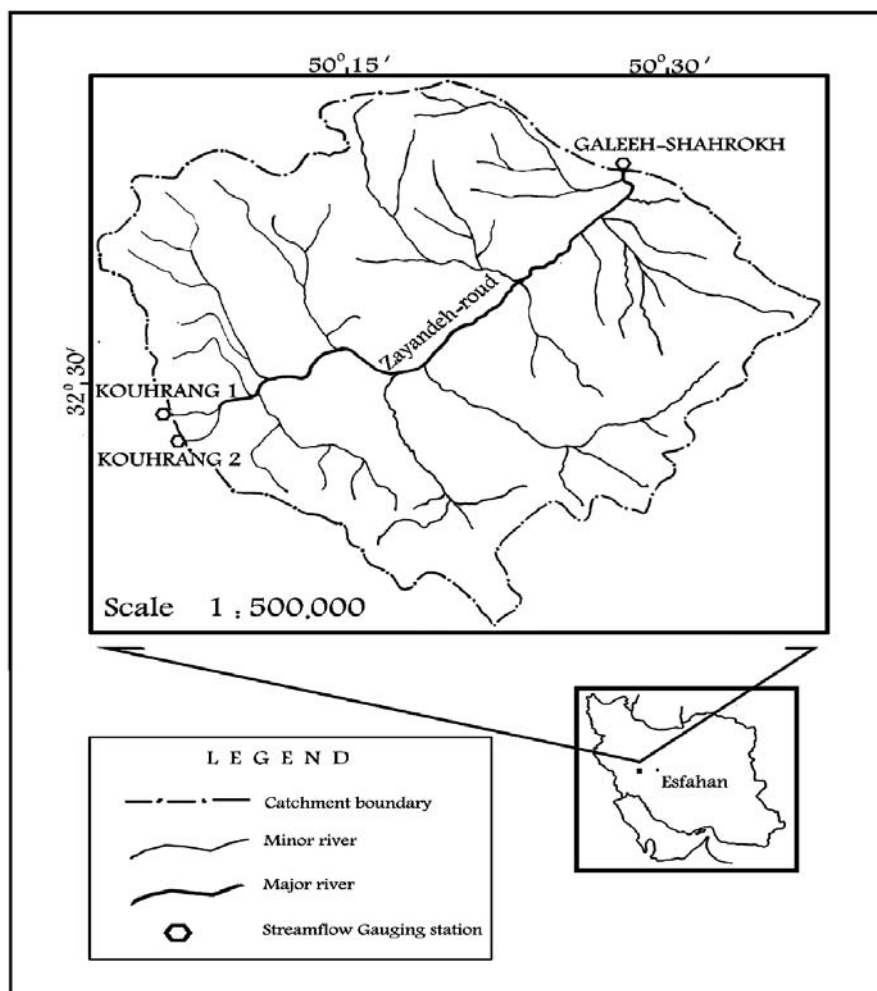 50° 15′ 50° 30′
GALEEH-SHAHROKH
Zayandeh-roud
32° 30′
KOUHRANG 1
KOUHRANG 2
Scale 1 : 500.000
Esfahan
LEGEND
Catchment boundary
Minor river
Major river
Streamflow Gauging station